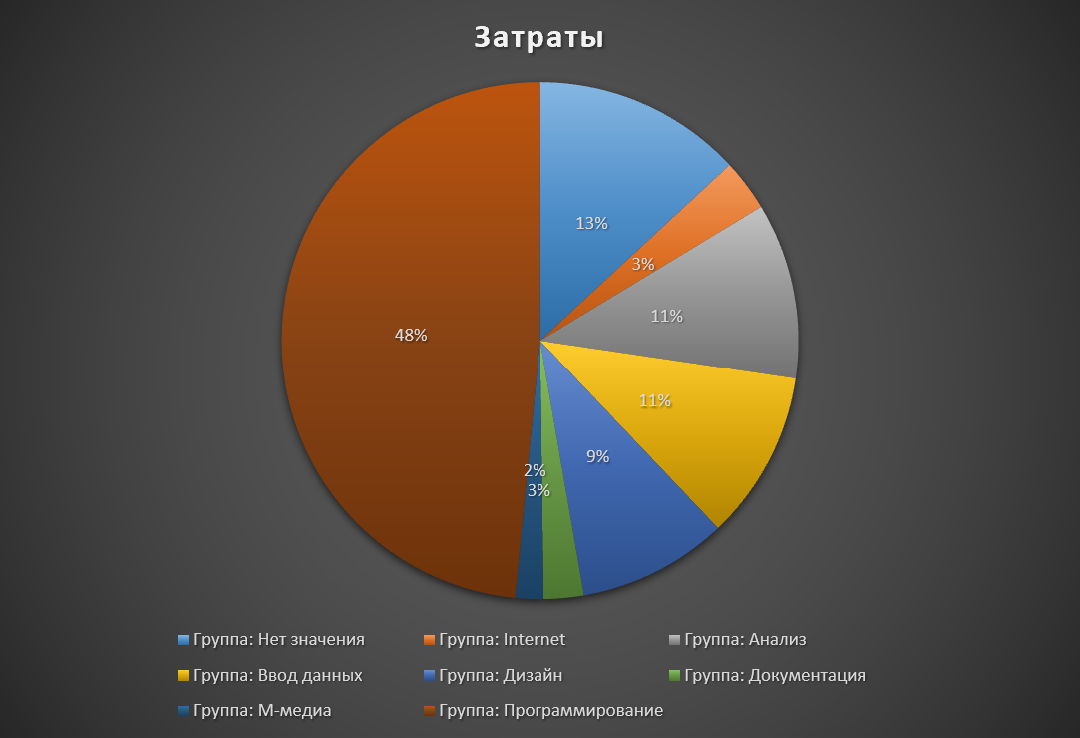 Затраты
13%
3%
11%
48%
11%
9%
2%
3%
Группа: Нет значения Группа: Internet Группа: Анализ
Группа: Ввод данных Группа: Дизайн Группа: Документация
Группа: М-медиа Группа: Программирование